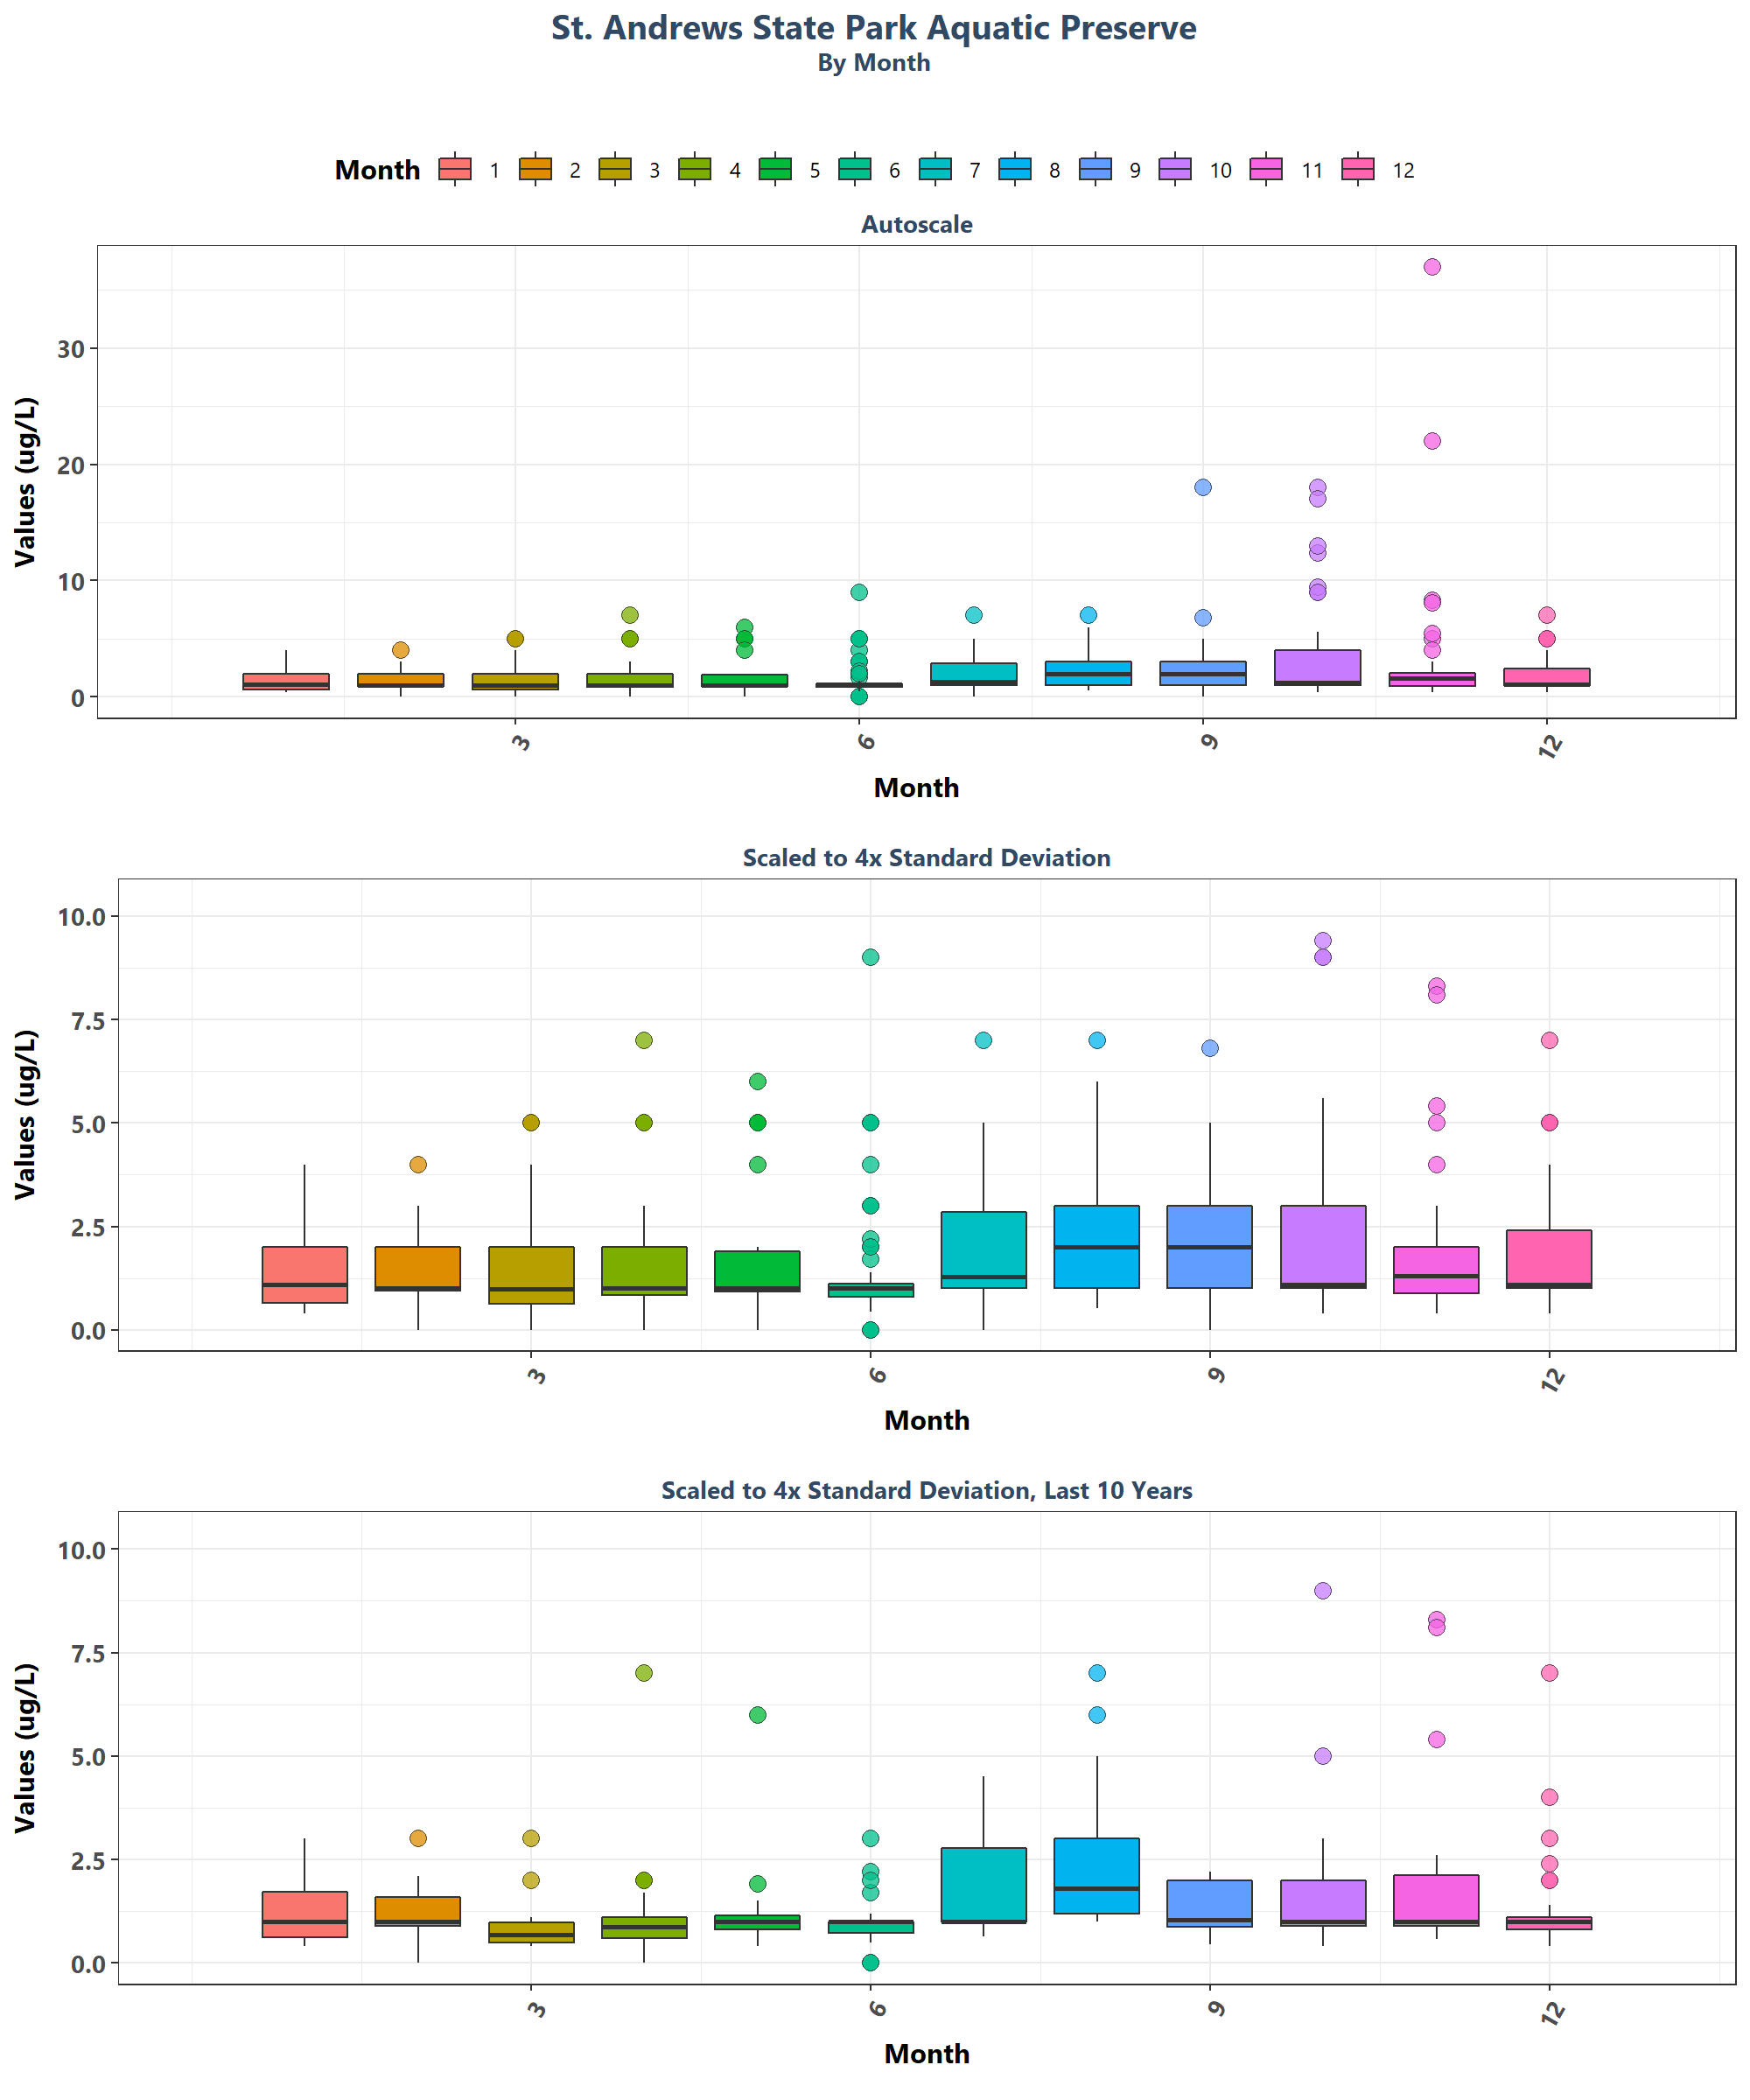 St. Andrews State Park Aquatic Preserve
By Month
Month 1 2 3 4 5 6 7 8 9 10 11 12
Autoscale
Values (ug/L)
30
20
10
0
3 6 9 12
Month
Scaled to 4x Standard Deviation
Values (ug/L)
10.0
7.5
5.0
2.5
0.0
3 6 9 12
Month
Scaled to 4x Standard Deviation, Last 10 Years
Values (ug/L)
10.0
7.5
5.0
2.5
0.0
3 6 9 12
Month